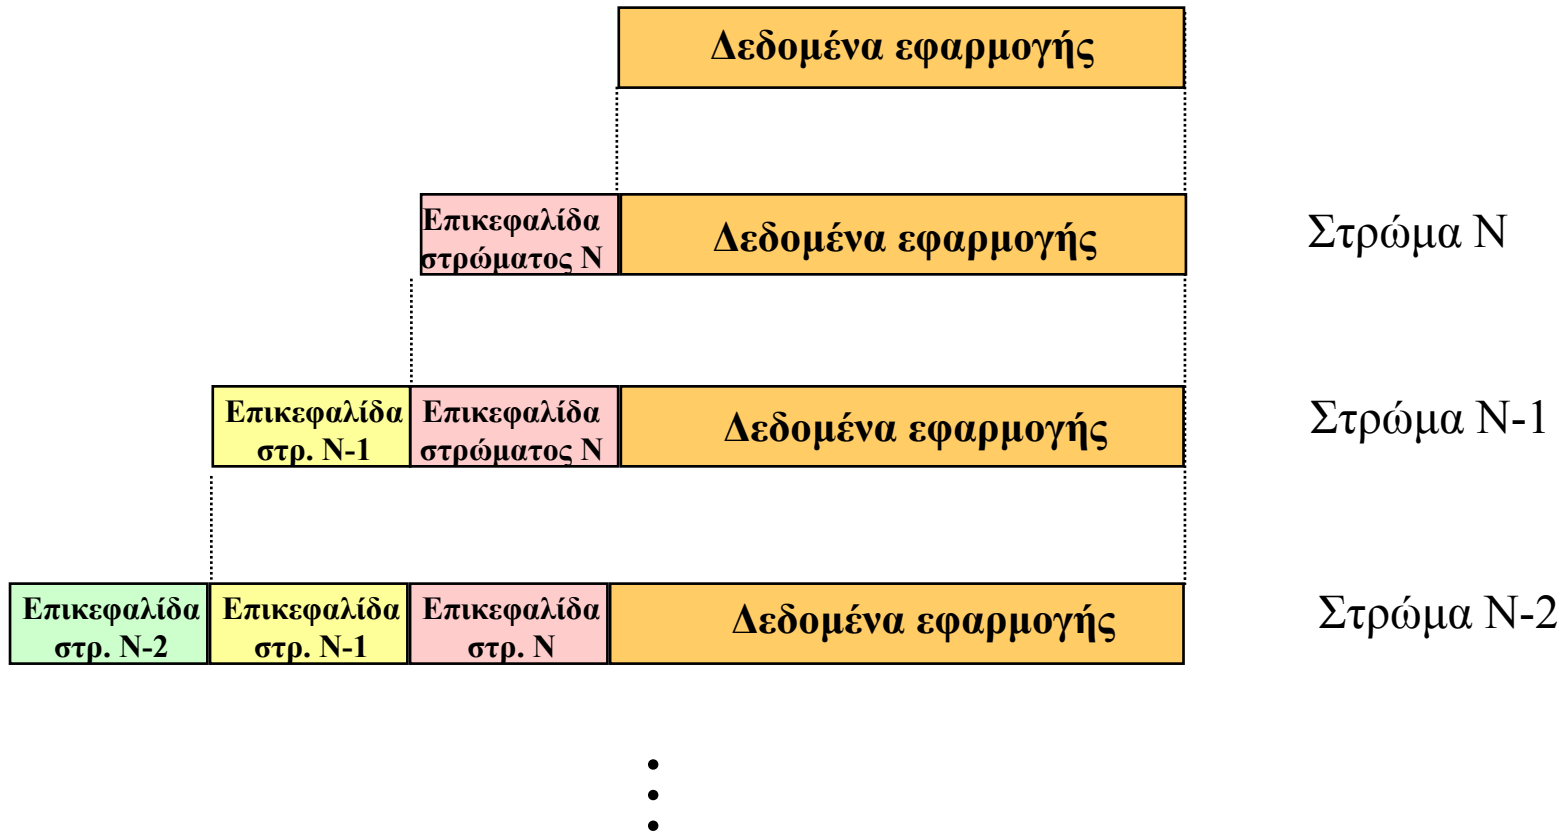 Δεδομένα εφαρμογής
Επικεφαλίδα
στρώματος Ν
Δεδομένα εφαρμογής
Στρώμα Ν
Επικεφαλίδα
στρ. Ν-1
Επικεφαλίδα
στρώματος Ν
Δεδομένα εφαρμογής
Στρώμα Ν-1
Επικεφαλίδα
στρ. Ν-2
Επικεφαλίδα
στρ. Ν-1
Επικεφαλίδα
στρ. Ν
Δεδομένα εφαρμογής
Στρώμα Ν-2